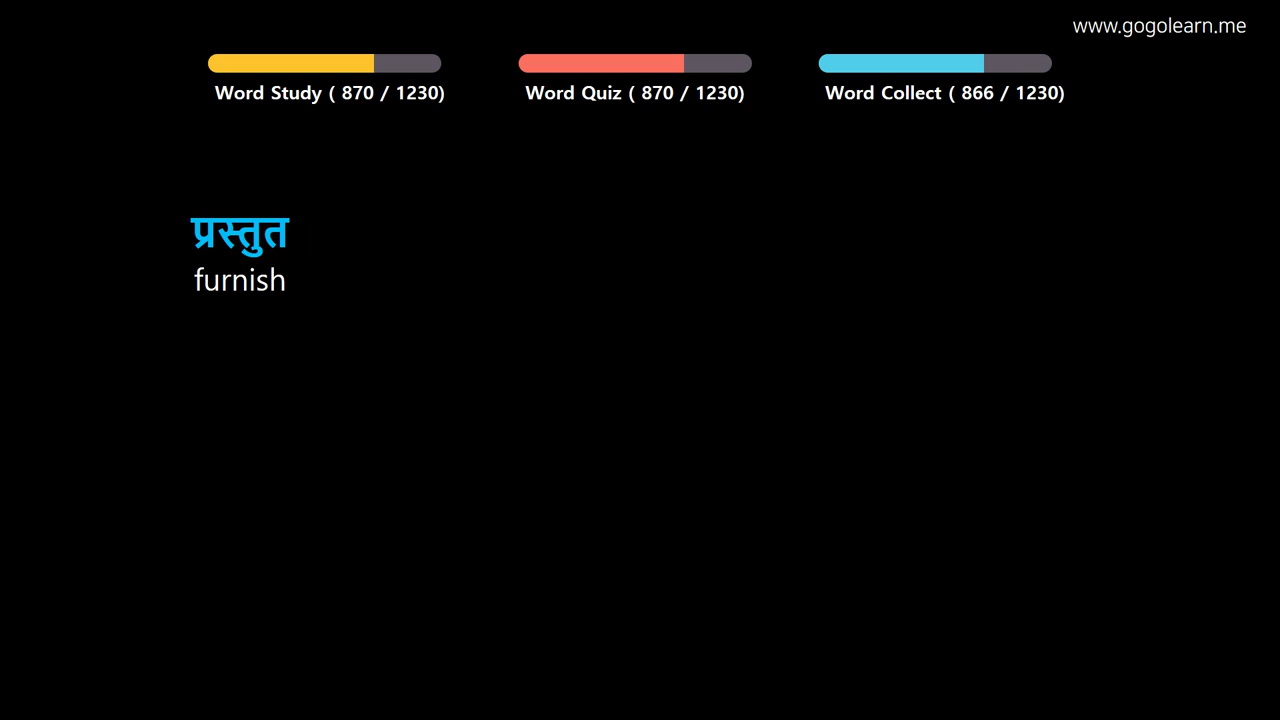 www.gogolearn.me
Word Study ( 870 / 1230)
Word Quiz ( 870 / 1230)
Word Collect ( 866 / 1230)
प्रस्तुत
furnish